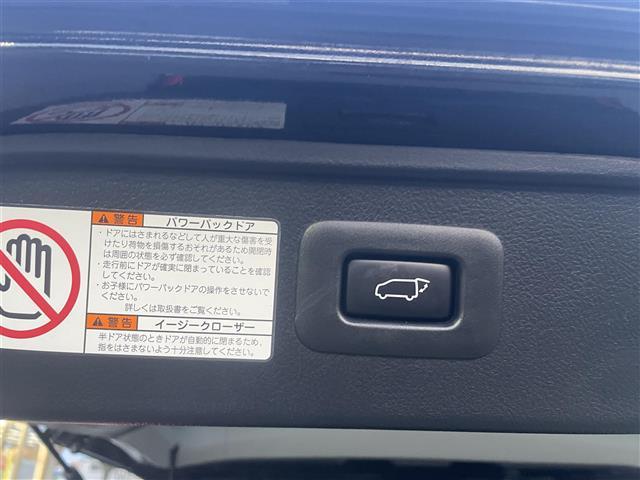 警告 パワーバックドア
・ドアにはさまれるなどして人が重大な傷害を受
けたり荷物を損傷するおそれがあるため開閉時
は周囲の状態を必ず確認してください。
・走行前にドアが確実に閉まっていることを確認
してください。
・お子様にパワーバックドアの操作をさせないで
ください。
詳しくは取扱書をご覧ください。
警告 イージークローザー
半ドア状態のときドアが自動的に閉まるため、
指をはさまないよう十分注意してください。